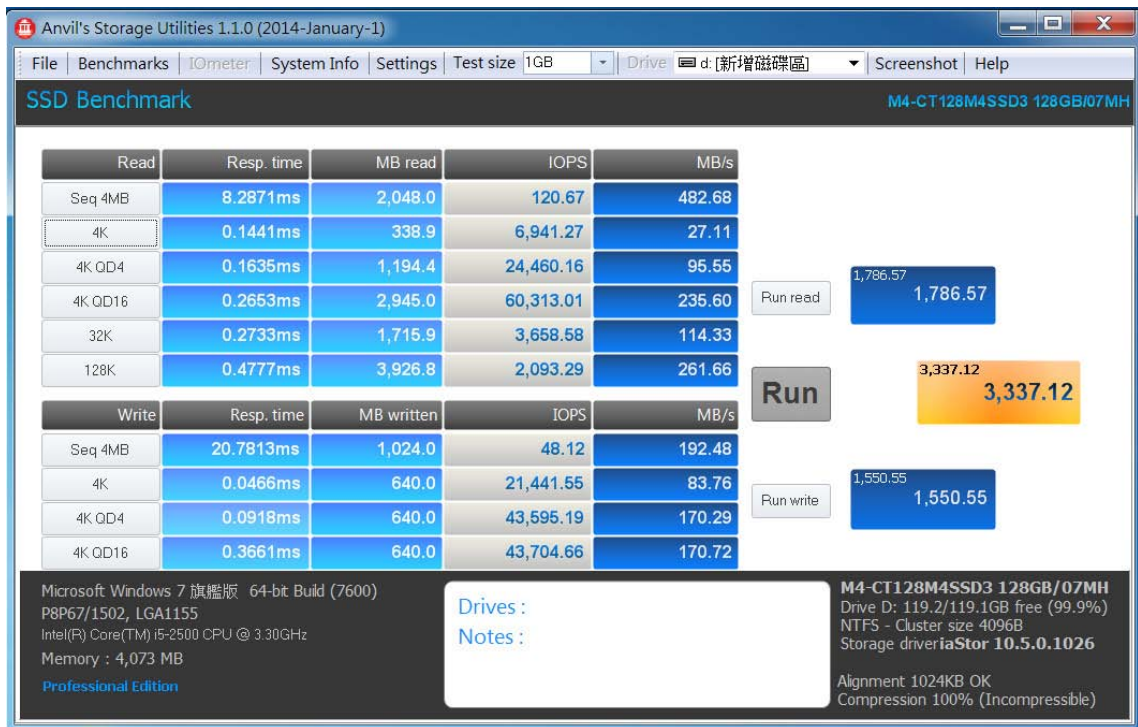 Anvil's Storage Utilities 1.1.0 (2014-January-1)
File Benchmarks IOmeter System Info Settings Test size 1GB Drive d: [新增磁碟區] Screenshot Help
SSD Benchmark M4-CT128M4SSD3 128GB/07MH
Read Resp. time MB read IOPS MB/s
Seq 4MB 8.2871ms 2,048.0 120.67 482.68
4K 0.1441ms 338.9 6,941.27 27.11
4K QD4 0.1635ms 1,194.4 24,460.16 95.55
4K QD16 0.2653ms 2,945.0 60,313.01 235.60
32K 0.2733ms 1,715.9 3,658.58 114.33
128K 0.4777ms 3,926.8 2,093.29 261.66
Run read 1,786.57
1,786.57
Run 3,337.12
3,337.12
Write Resp. time MB written IOPS MB/s
Seq 4MB 20.7813ms 1,024.0 48.12 192.48
4K 0.0466ms 640.0 21,441.55 83.76
4K QD4 0.0918ms 640.0 43,595.19 170.29
4K QD16 0.3661ms 640.0 43,704.66 170.72
Run write 1,550.55
1,550.55
Microsoft Windows 7 旗艦版 64-bit Build (7600)
P8P67/1502, LGA1155
Intel(R) Core(TM) i5-2500 CPU @ 3.30GHz
Memory : 4,073 MB
Professional Edition
Drives :
Notes :
M4-CT128M4SSD3 128GB/07MH
Drive D: 119.2/119.1GB free (99.9%)
NTFS - Cluster size 4096B
Storage driveriaStor 10.5.0.1026
Alignment 1024KB OK
Compression 100% (Incompressible)